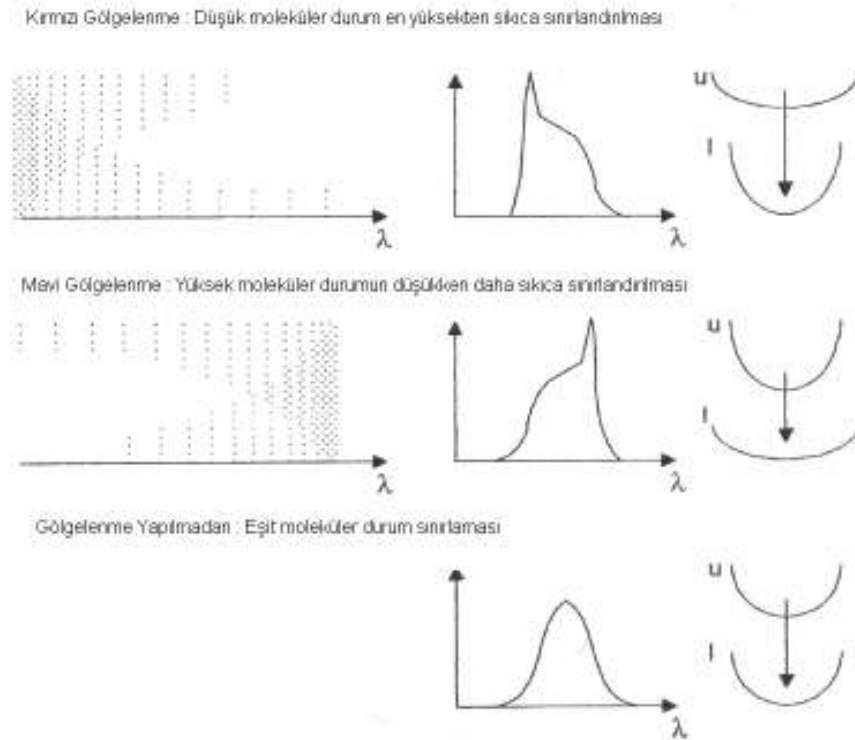 Kırmızı Gölgelenme : Düşük moleküler durum en yüksekten sıkıca sınırlandırılması
u
l
λ
λ
Mavi Gölgelenme : Yüksek moleküler durumun düşükken daha sıkıca sınırlandırılması
u
l
λ
λ
Gölgelenme Yapılmadan : Eşit moleküler durum sınırlaması
u
l
λ